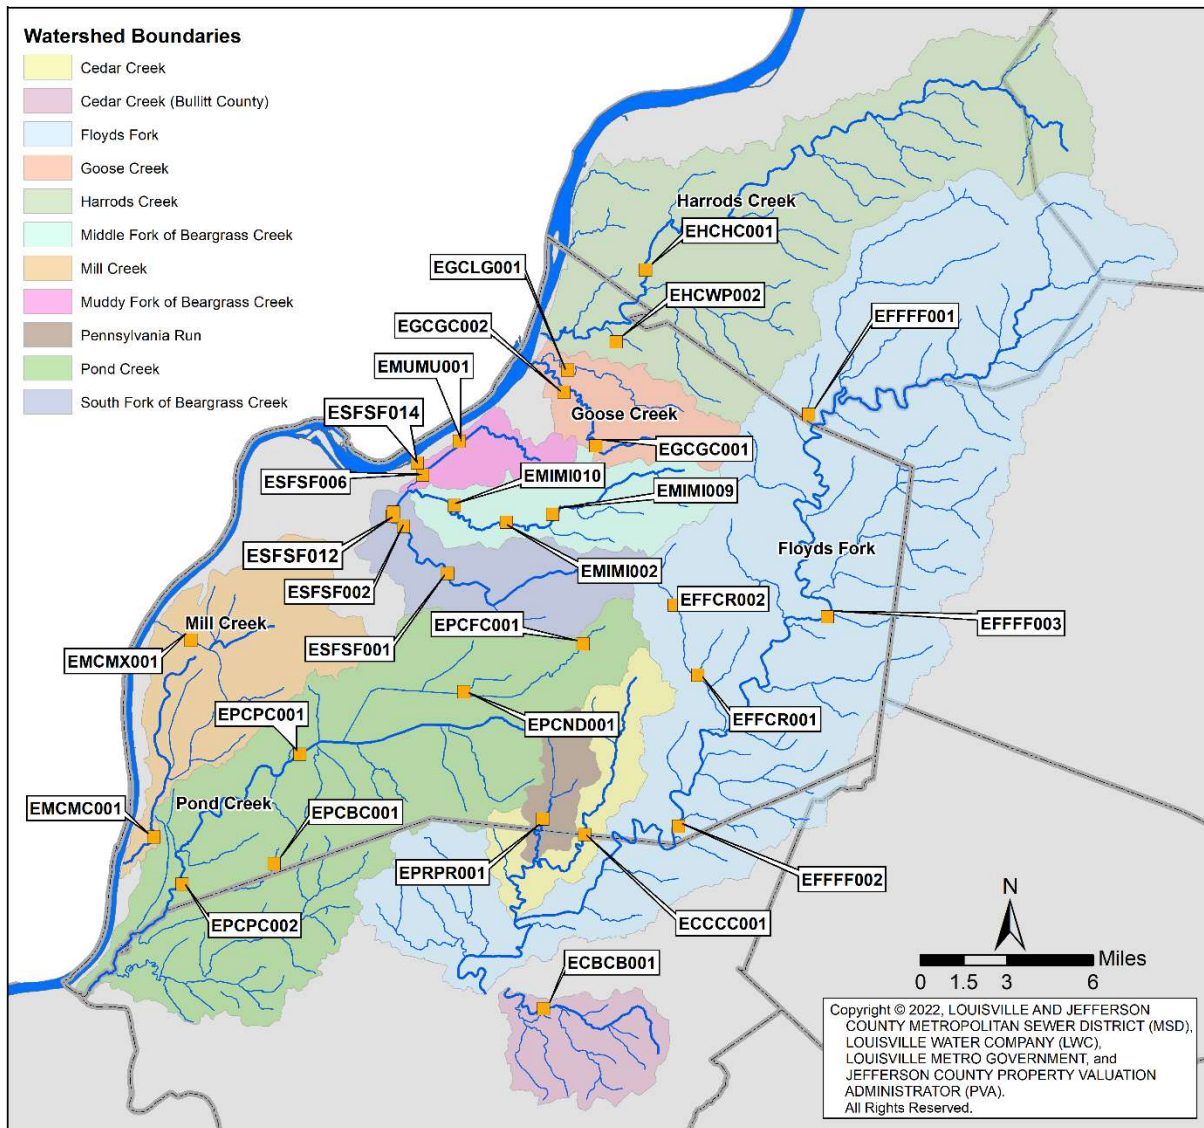 Watershed Boundaries
Cedar Creek
Cedar Creek (Bullitt County)
Floyds Fork
Goose Creek
Harrods Creek
Middle Fork of Beargrass Creek
Mill Creek
Muddy Fork of Beargrass Creek
Pennsylvania Run
Pond Creek
South Fork of Beargrass Creek
Harrods Creek
EHCHC001
EGCLG001
EHCWP002
EFFFF001
EGCGC002
EMUMU001
ESFSF014
Goose Creek
EGCGC001
ESFSF006
EMIMI010
EMIMI009
Floyds Fork
ESFSF012
EMIMI002
ESFSF002
EFFCR002
Mill Creek
EPCFC001
EFFFF003
ESFSF001
EMCMX001
EFFCR001
EPCPC001
EPCND001
Pond Creek
EMCMC001
EPCBC001
EPRPR001
EFFFF002
EPCPC002
ECCCC001
N
Miles
0 1.5 3 6
ECBCB001
Copyright © 2022, LOUISVILLE AND JEFFERSON
COUNTY METROPOLITAN SEWER DISTRICT (MSD),
LOUISVILLE WATER COMPANY (LWC),
LOUISVILLE METRO GOVERNMENT, and
JEFFERSON COUNTY PROPERTY VALUATION
ADMINISTRATOR (PVA).
All Rights Reserved.